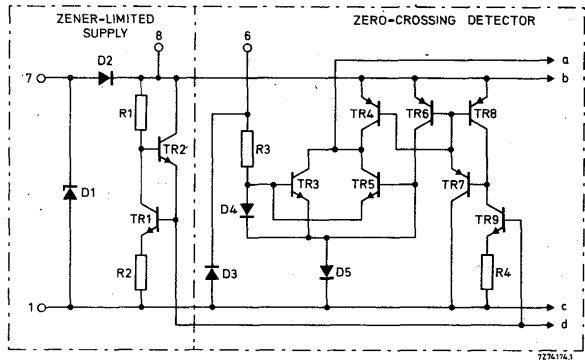 ZENER-LIMITED
SUPPLY
ZERO-CROSSING DETECTOR
8
6
a
7
D2
b
R1
TR4
TR6
TR8
TR2
R3
D1
TR3
TR5
TR7
TR1
D4
TR9
R2
D3
D5
R4
1
c
d
7Z74174.1